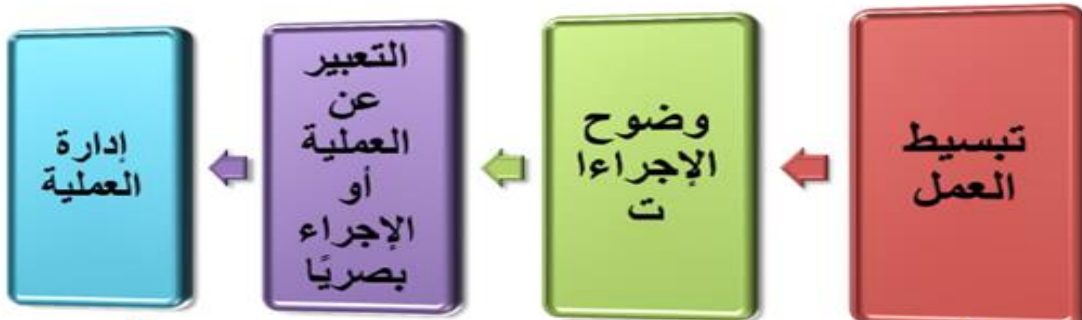 تبسيط
العمل
وضوح
الإجراءا
ت
التعبير
عن
العملية
أو
الإجراء
بصريًا
إدارة
العملية